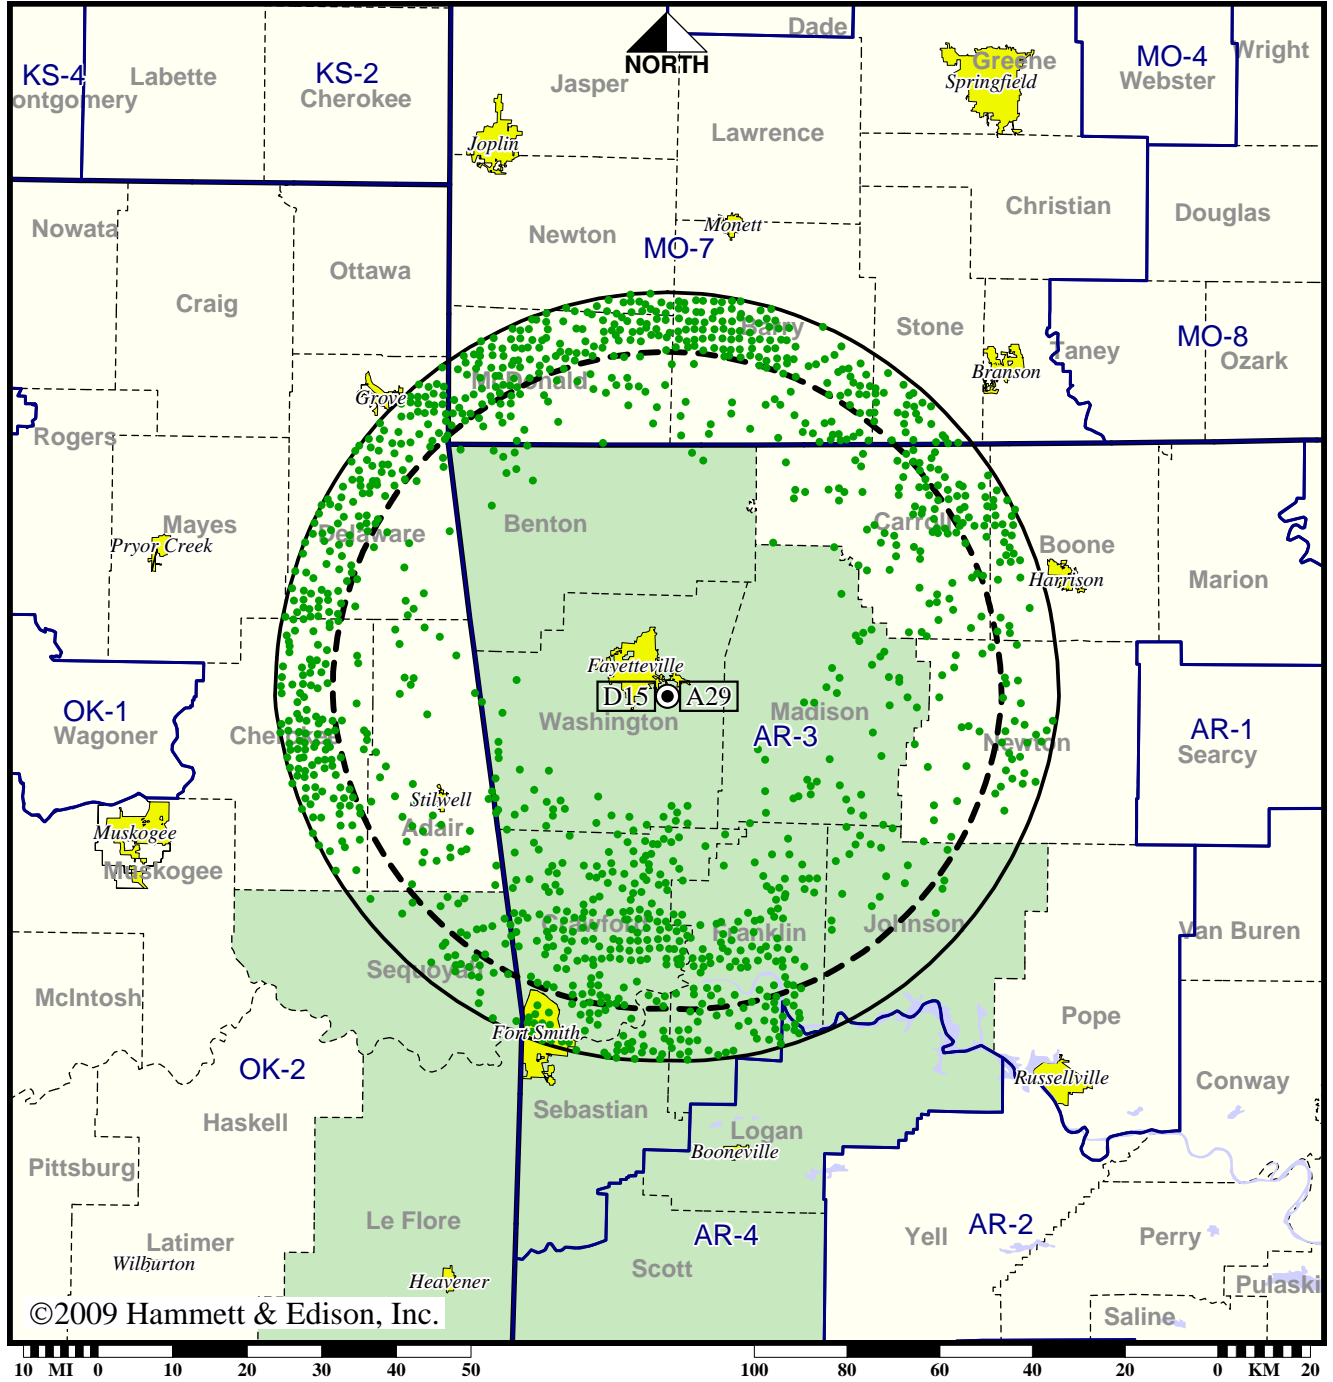 Dade
KS-4
Labette
KS-2
Cherokee
ontgomery
NORTH
Jasper
Greene
Springfield
MO-4
Webster
Wright
Joplin
Lawrence
Nowata
Newton
Monett
MO-7
Christian
Douglas
Ottawa
Craig
Barry
Stone
MO-8
Taney
Ozark
Branson
McDonald
Grove
Rogers
Mayes
Pryor Creek
Delaware
Benton
Carroll
Boone
Harrison
Marion
Fayetteville
D15
A29
OK-1
Wagoner
Cherokee
Washington
Madison
AR-3
Newton
AR-1
Searcy
Stilwell
Adair
Muskogee
Muskogee
Crawford
Franklin
Johnson
Van Buren
Sequoyah
McIntosh
Pope
Fort Smith
OK-2
Russellville
Conway
Haskell
Sebastian
Logan
Booneville
Pittsburg
Le Flore
AR-4
Yell
AR-2
Perry
Latimer
Wilburton
Scott
Heavener
Pulaski
©2009 Hammett & Edison, Inc.
Saline
10 MI 0 10 20 30 40 50 100 80 60 40 20 0 KM 20